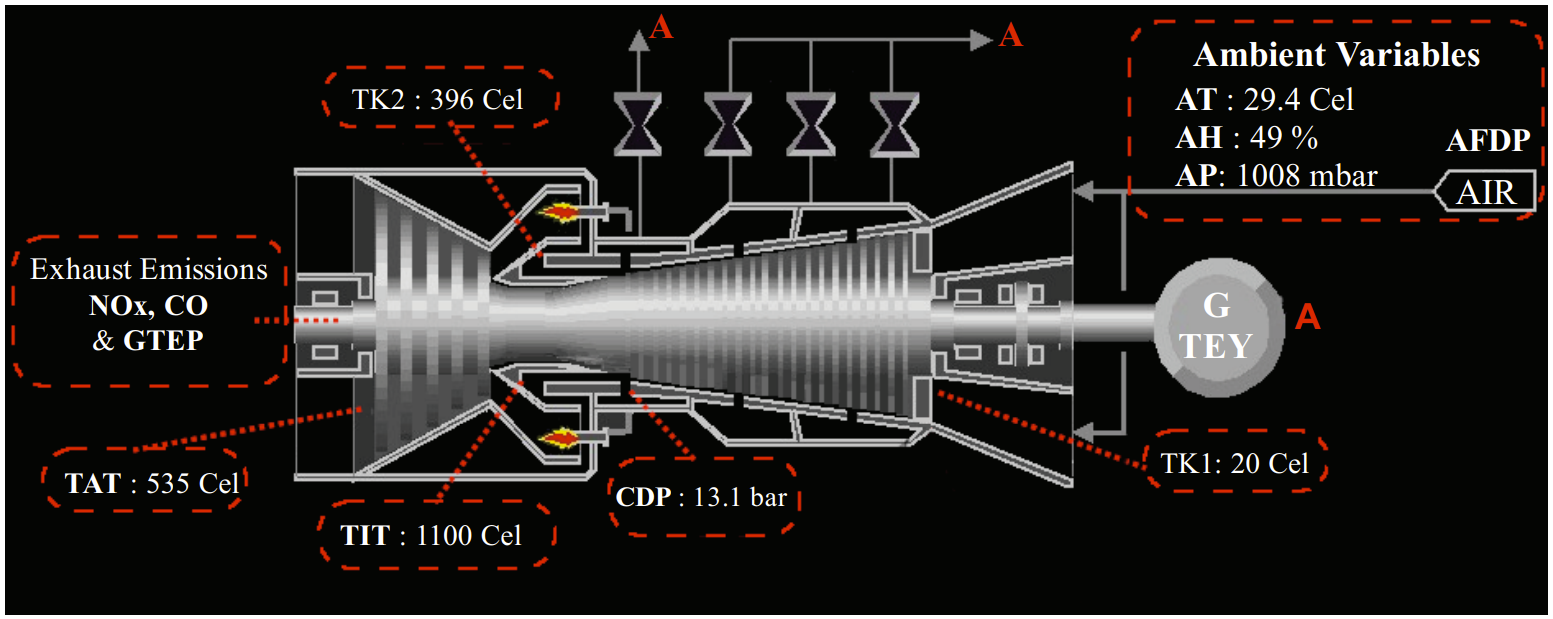 A
A
Ambient Variables
AT : 29.4 Cel
AH : 49 %
AP: 1008 mbar
AFDP
AIR
TK2 : 396 Cel
Exhaust Emissions
NOx, CO
& GTEP
G
TEY
A
TAT : 535 Cel
TIT : 1100 Cel
CDP : 13.1 bar
TK1: 20 Cel